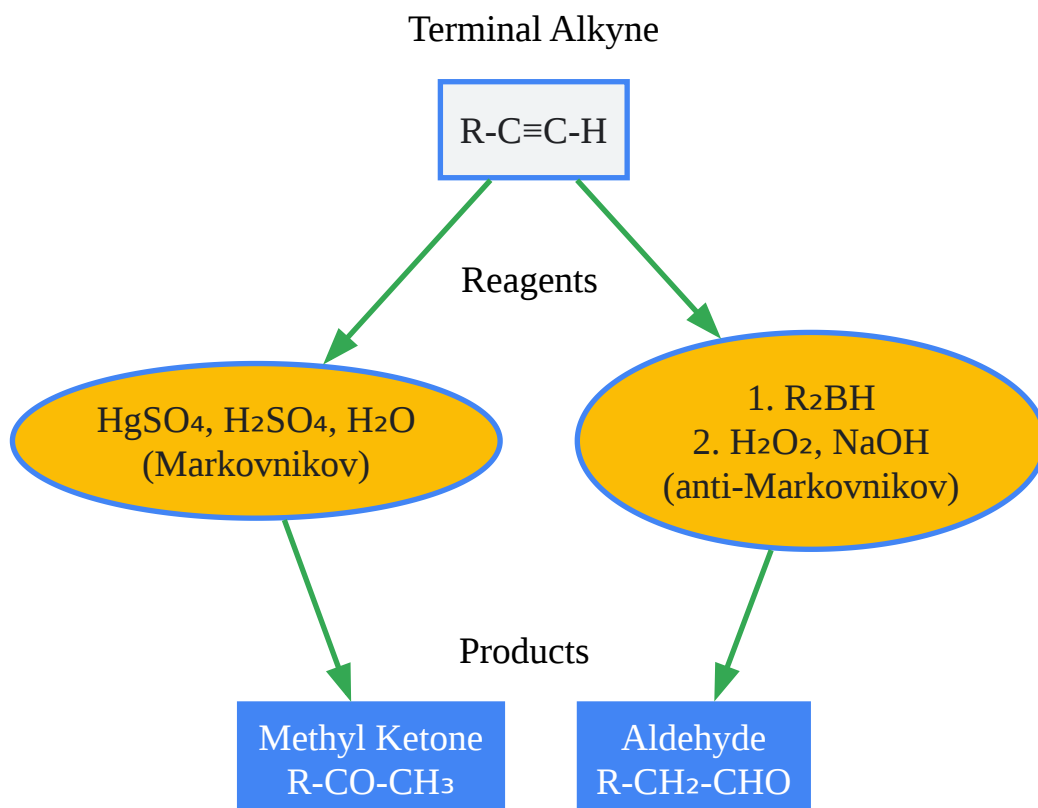 Terminal Alkyne
R-C≡C-H
Reagents
HgSO₄, H₂SO₄, H₂O
(Markovnikov)
1. R₂BH
2. H₂O₂, NaOH
(anti-Markovnikov)
Products
Methyl Ketone
R-CO-CH₃
Aldehyde
R-CH₂-CHO